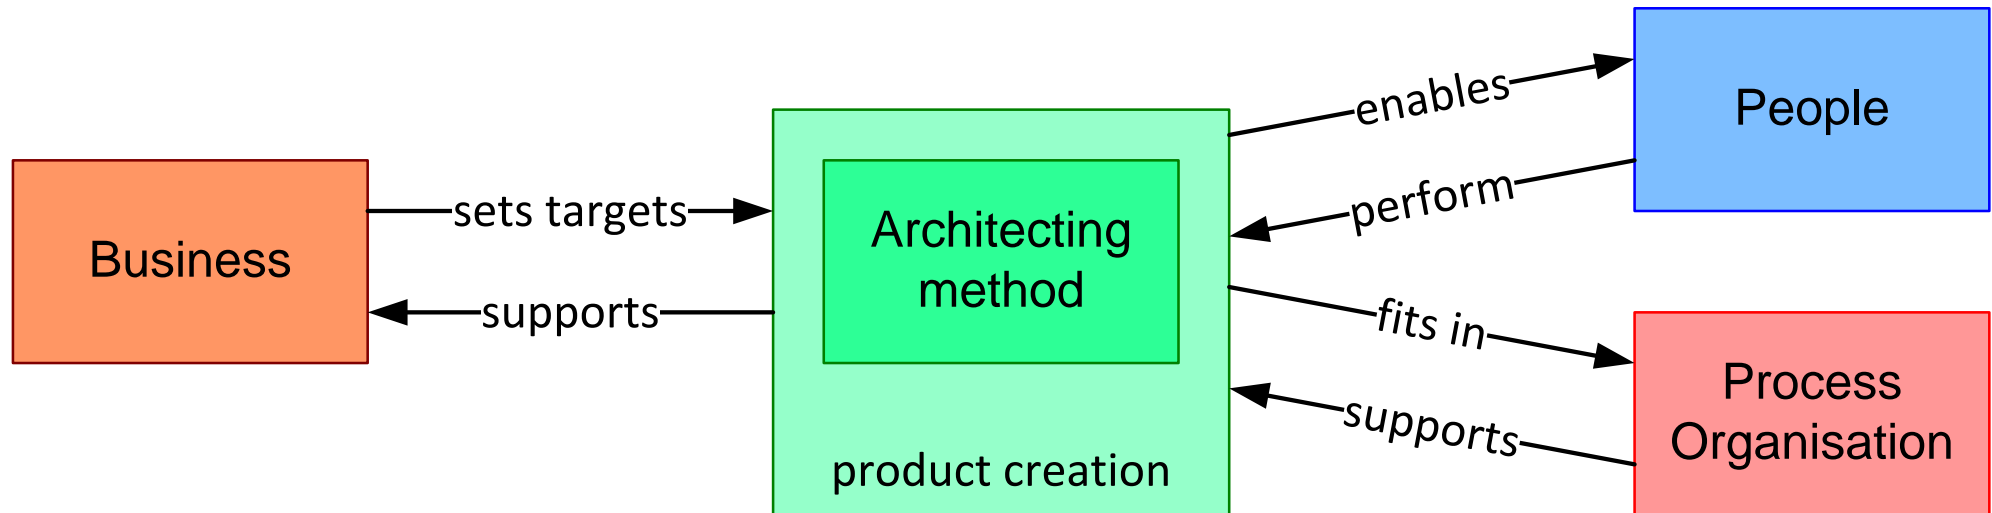 Business
sets targets
supports
Architecting
method
product creation
enables
perform
fits in
supports
People
Process
Organisation